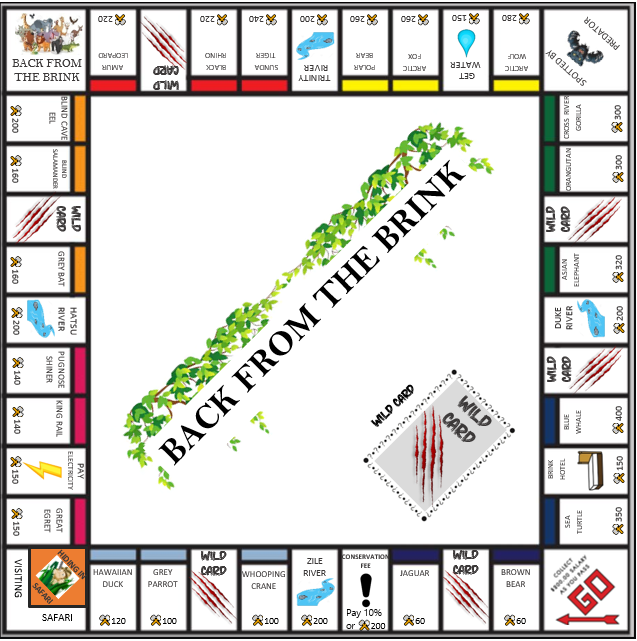 BACK FROM
THE BRINK
220
AMUR
LEOPARD
WILD
CARD
220
BLACK
RHINO
240
SUNDA
TIGER
200
TRINITY
RIVER
260
POLAR
BEAR
260
ARCTIC
FOX
150
GET
WATER
280
ARCTIC
WOLF
SPOTTED BY
PREDATOR
CROSS RIVER
GORILLA
300
ORANGUTAN
300
WILD
CARD
ASIAN
ELEPHANT
320
DUKE
RIVER
200
WILD
CARD
BLUE
WHALE
400
BRINK
HOTEL
150
SEA
TURTLE
350
COLLECT
$200.00 SALARY
AS YOU PASS
GO
BROWN
BEAR
60
WILD
CARD
JAGUAR
60
CONSERVATION
FEE
Pay 10%
or 200
ZILE
RIVER
200
WHOOPING
CRANE
100
WILD
CARD
GREY
PARROT
100
HAWAIIAN
DUCK
120
VISITING
HIDING IN
SAFARI
SAFARI
GREAT
EGRET
150
PAY
ELECTRICITY
150
KING RAIL
140
PUGNOSE
SHINER
140
HATSU
RIVER
200
GREY BAT
160
WILD
CARD
BLIND
SALAMANDER
160
BLIND CAVE
EEL
200
BACK FROM THE BRINK
WILD CARD
WILD
CARD